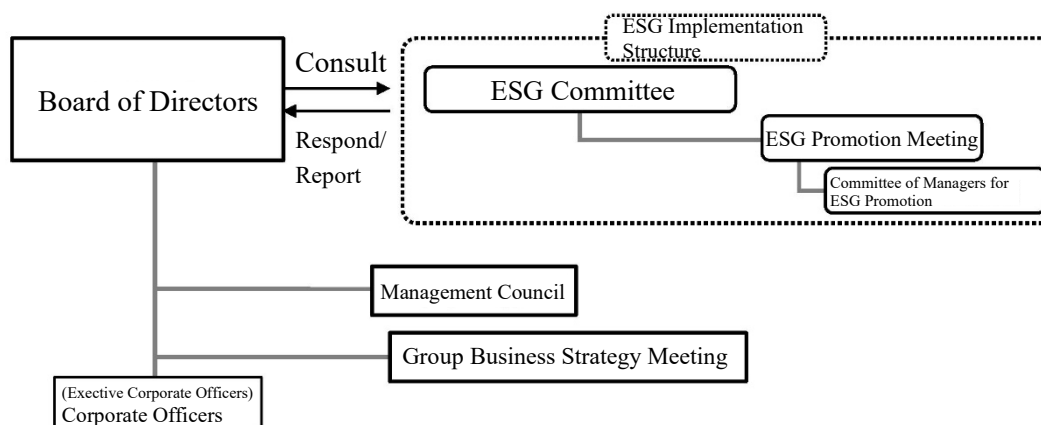 ESG Implementation
Structure
Board of Directors
Consult
Respond/
Report
ESG Committee
ESG Promotion Meeting
Committee of Managers for
ESG Promotion
Management Council
Group Business Strategy Meeting
(Exective Corporate Officers)
Corporate Officers